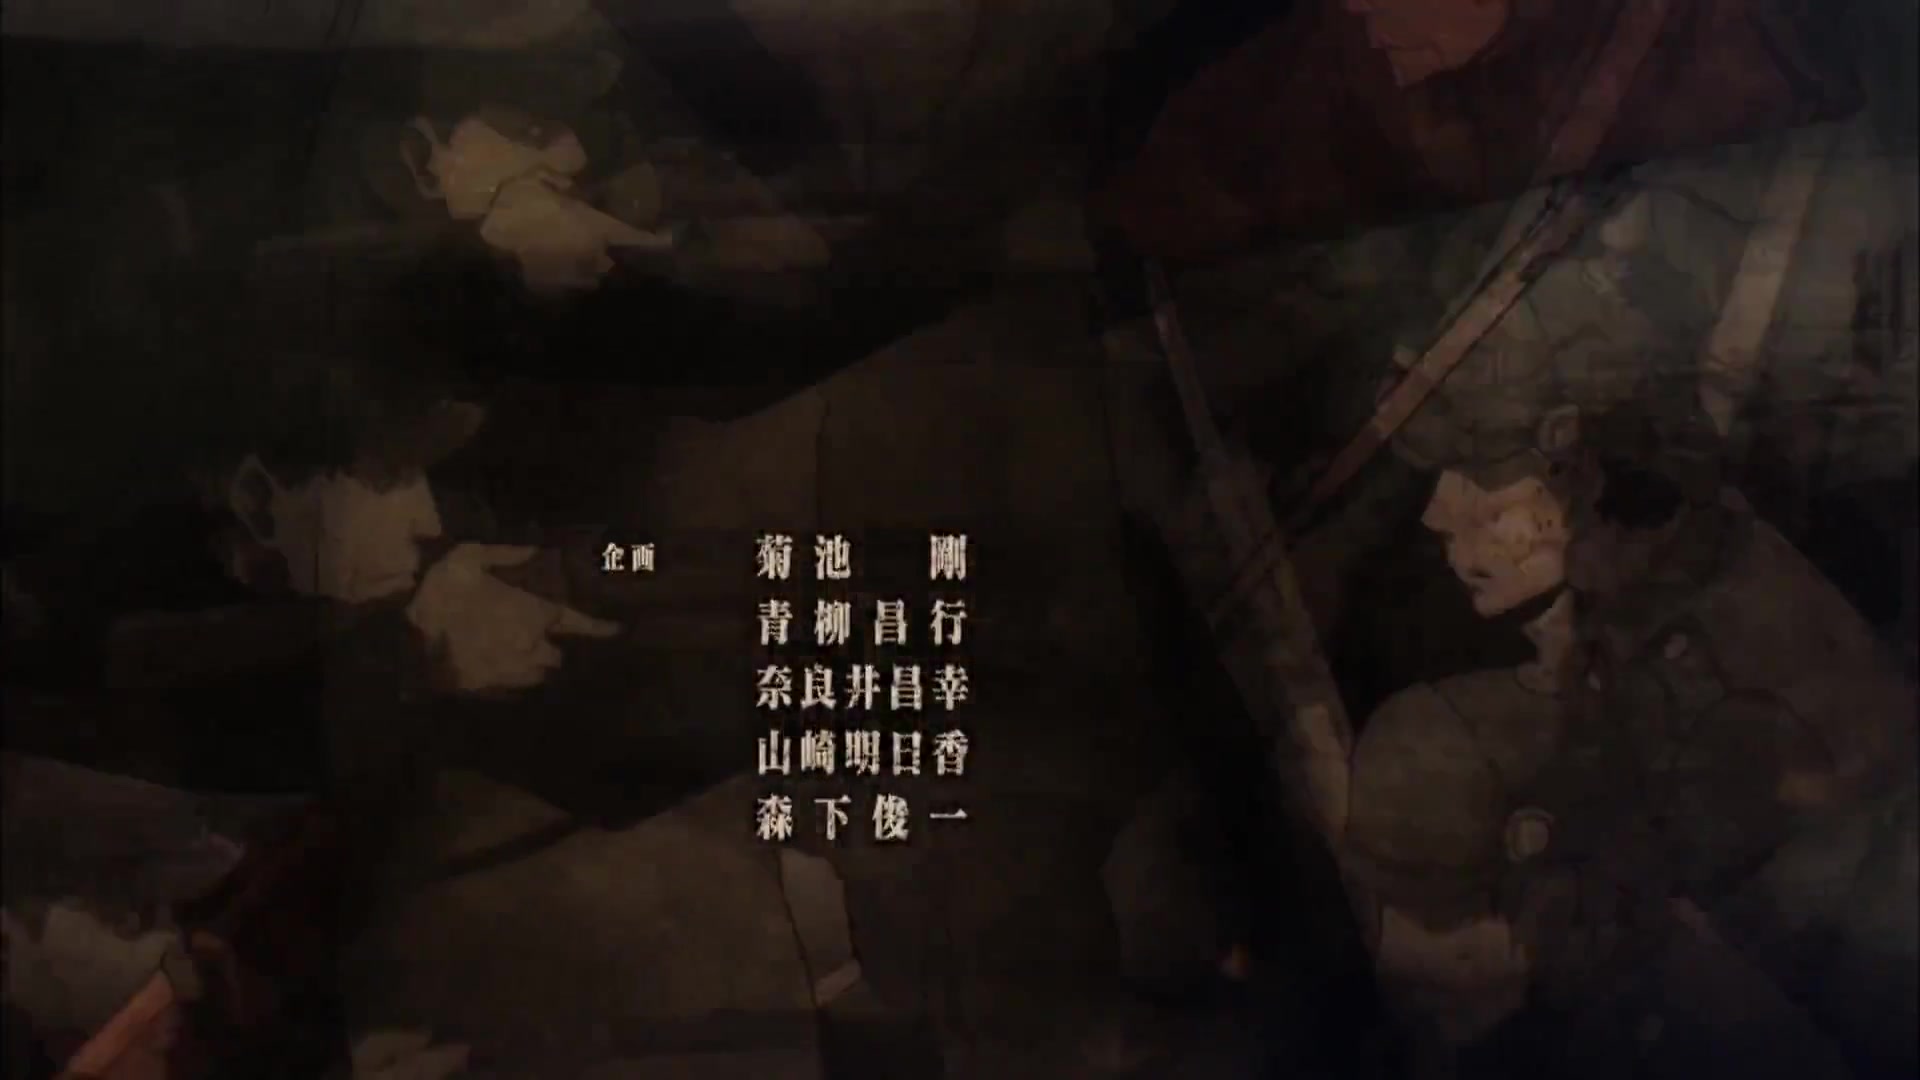 企画 菊池 剛
青柳昌行
奈良井昌幸
山崎明日香
森下俊一